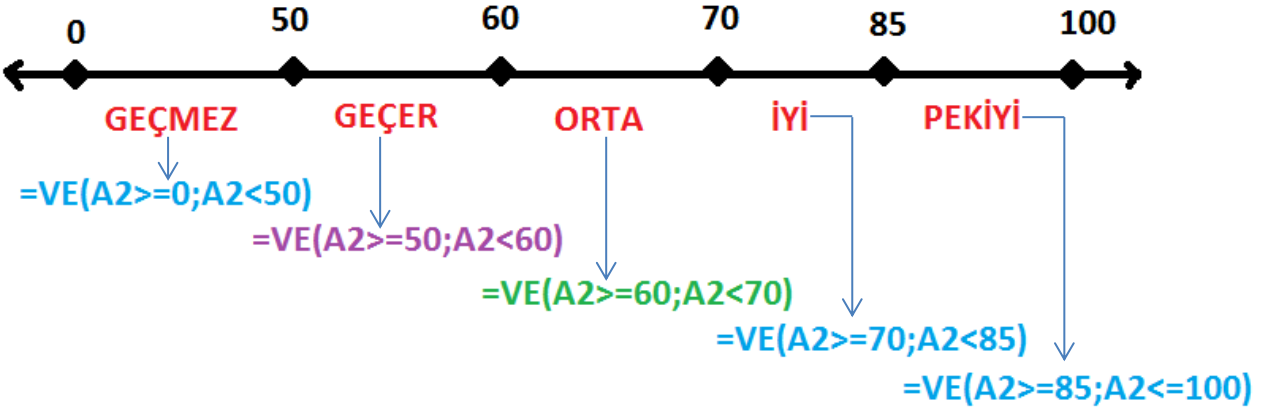 0 50 60 70 85 100
GEÇMEZ GEÇER ORTA İYİ PEKİYİ
=VE(A2>=0;A2<50)
=VE(A2>=50;A2<60)
=VE(A2>=60;A2<70)
=VE(A2>=70;A2<85)
=VE(A2>=85;A2<=100)